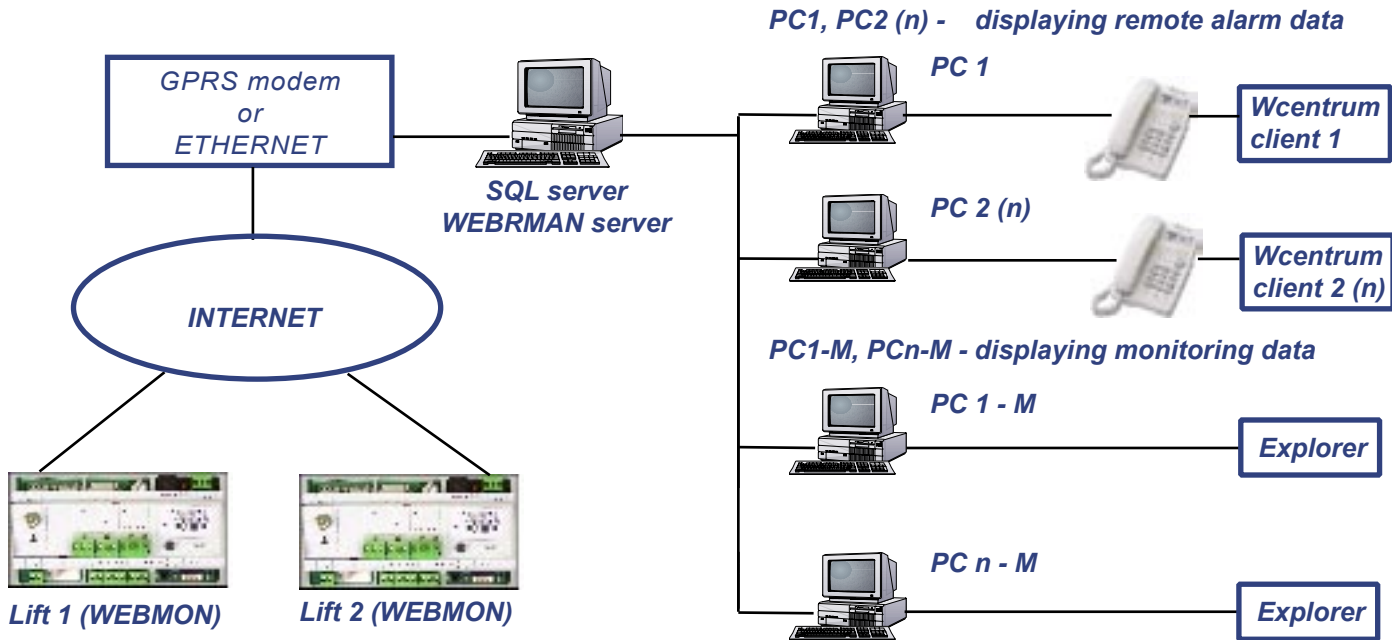 PC1, PC2 (n) - displaying remote alarm data
GPRS modem
or
ETHERNET
SQL server
WEBRMAN server
PC 1
Wcentrum
client 1
PC 2 (n)
Wcentrum
client 2 (n)
INTERNET
PC1-M, PCn-M - displaying monitoring data
PC 1 - M
Explorer
PC n - M
Explorer
Lift 1 (WEBMON)
Lift 2 (WEBMON)